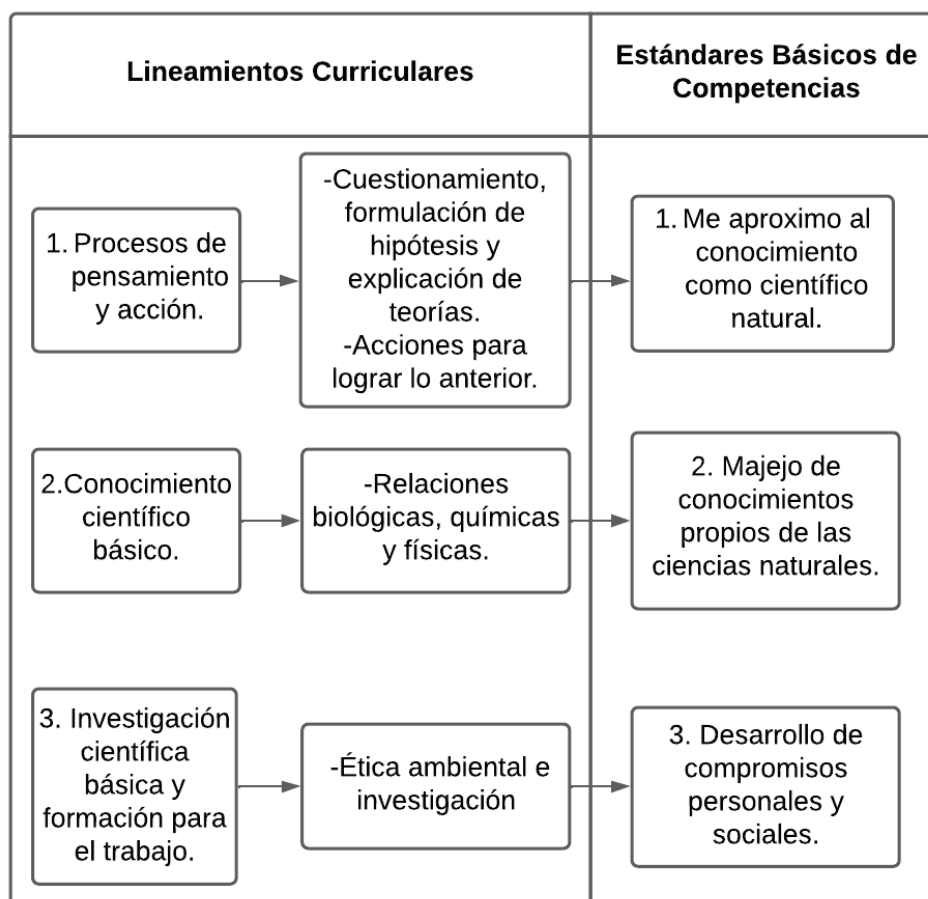 Lineamientos Curriculares
Estándares Básicos de
Competencias
1. Procesos de
pensamiento
y acción.
-Cuestionamiento,
formulación de
hipótesis y
explicación de
teorías.
-Acciones para
lograr lo anterior.
1. Me aproximo al
conocimiento
como científico
natural.
2.Conocimiento
científico
básico.
-Relaciones
biológicas, químicas
y físicas.
2. Majejo de
conocimientos
propios de las
ciencias naturales.
3. Investigación
científica
básica y
formación para
el trabajo.
-Ética ambiental e
investigación
3. Desarrollo de
compromisos
personales y
sociales.